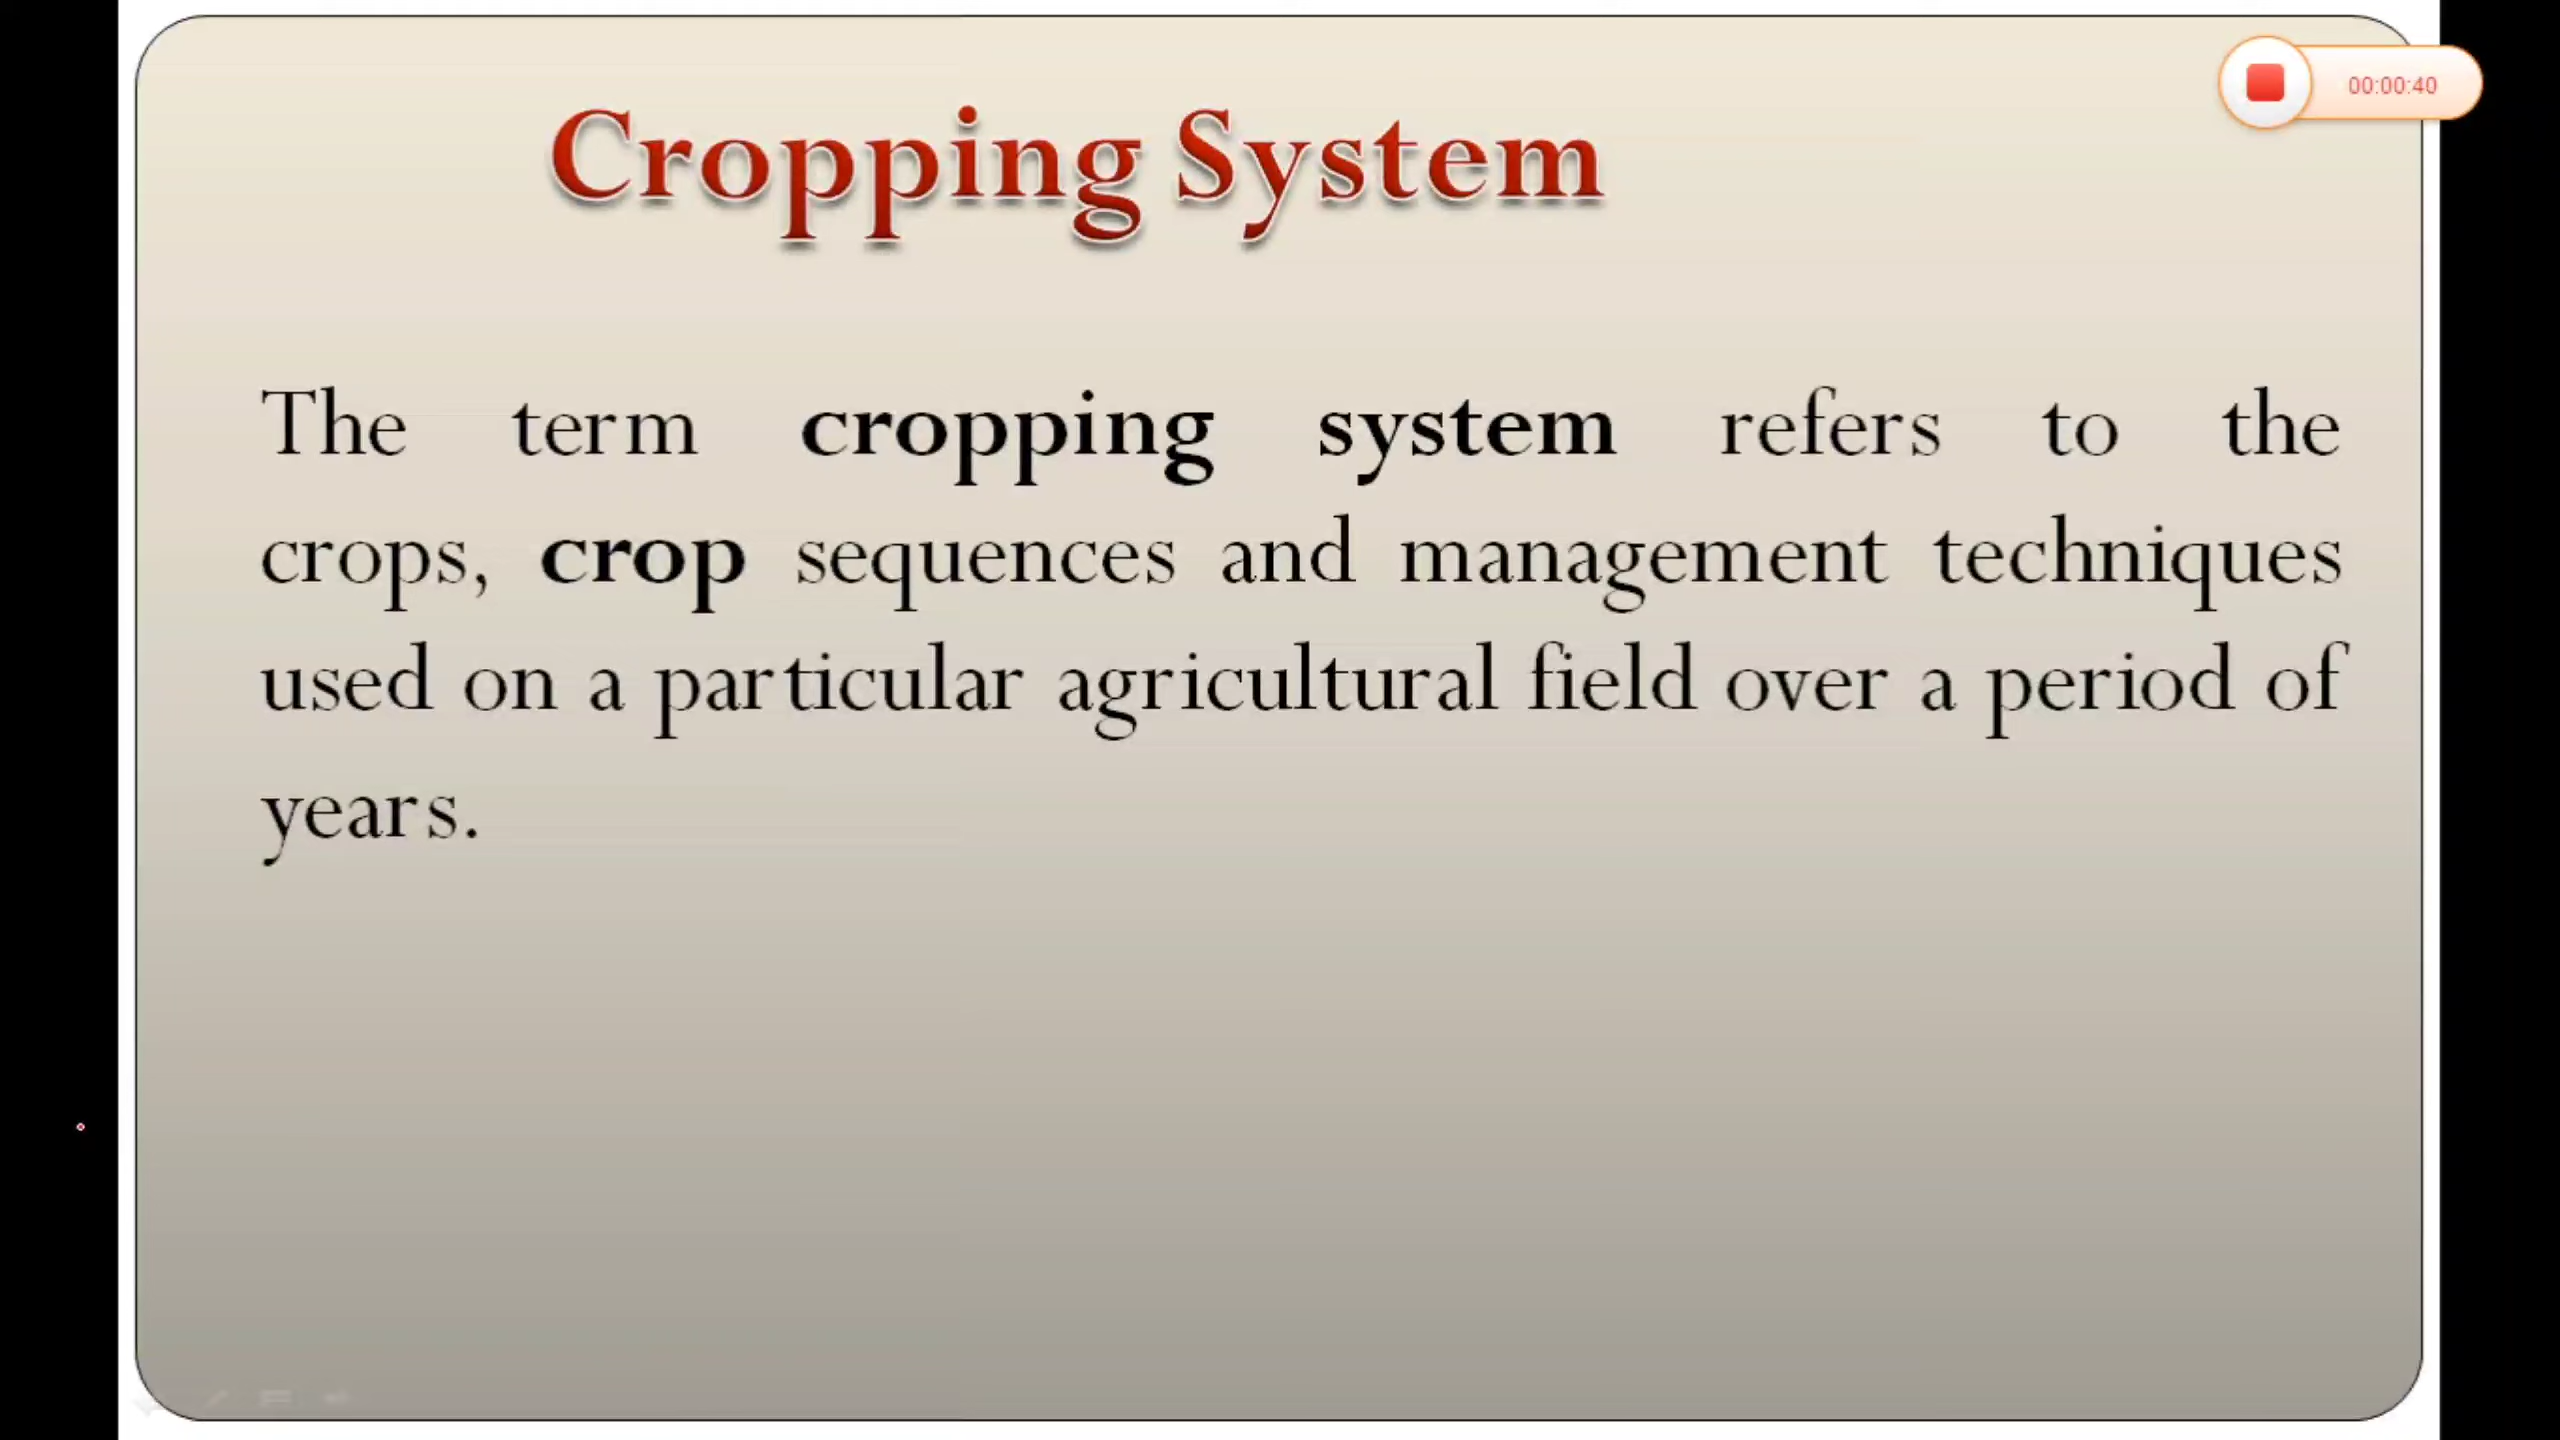 00:00:40
Cropping System
The term cropping system refers to the
crops, crop sequences and management techniques
used on a particular agricultural field over a period of
years.